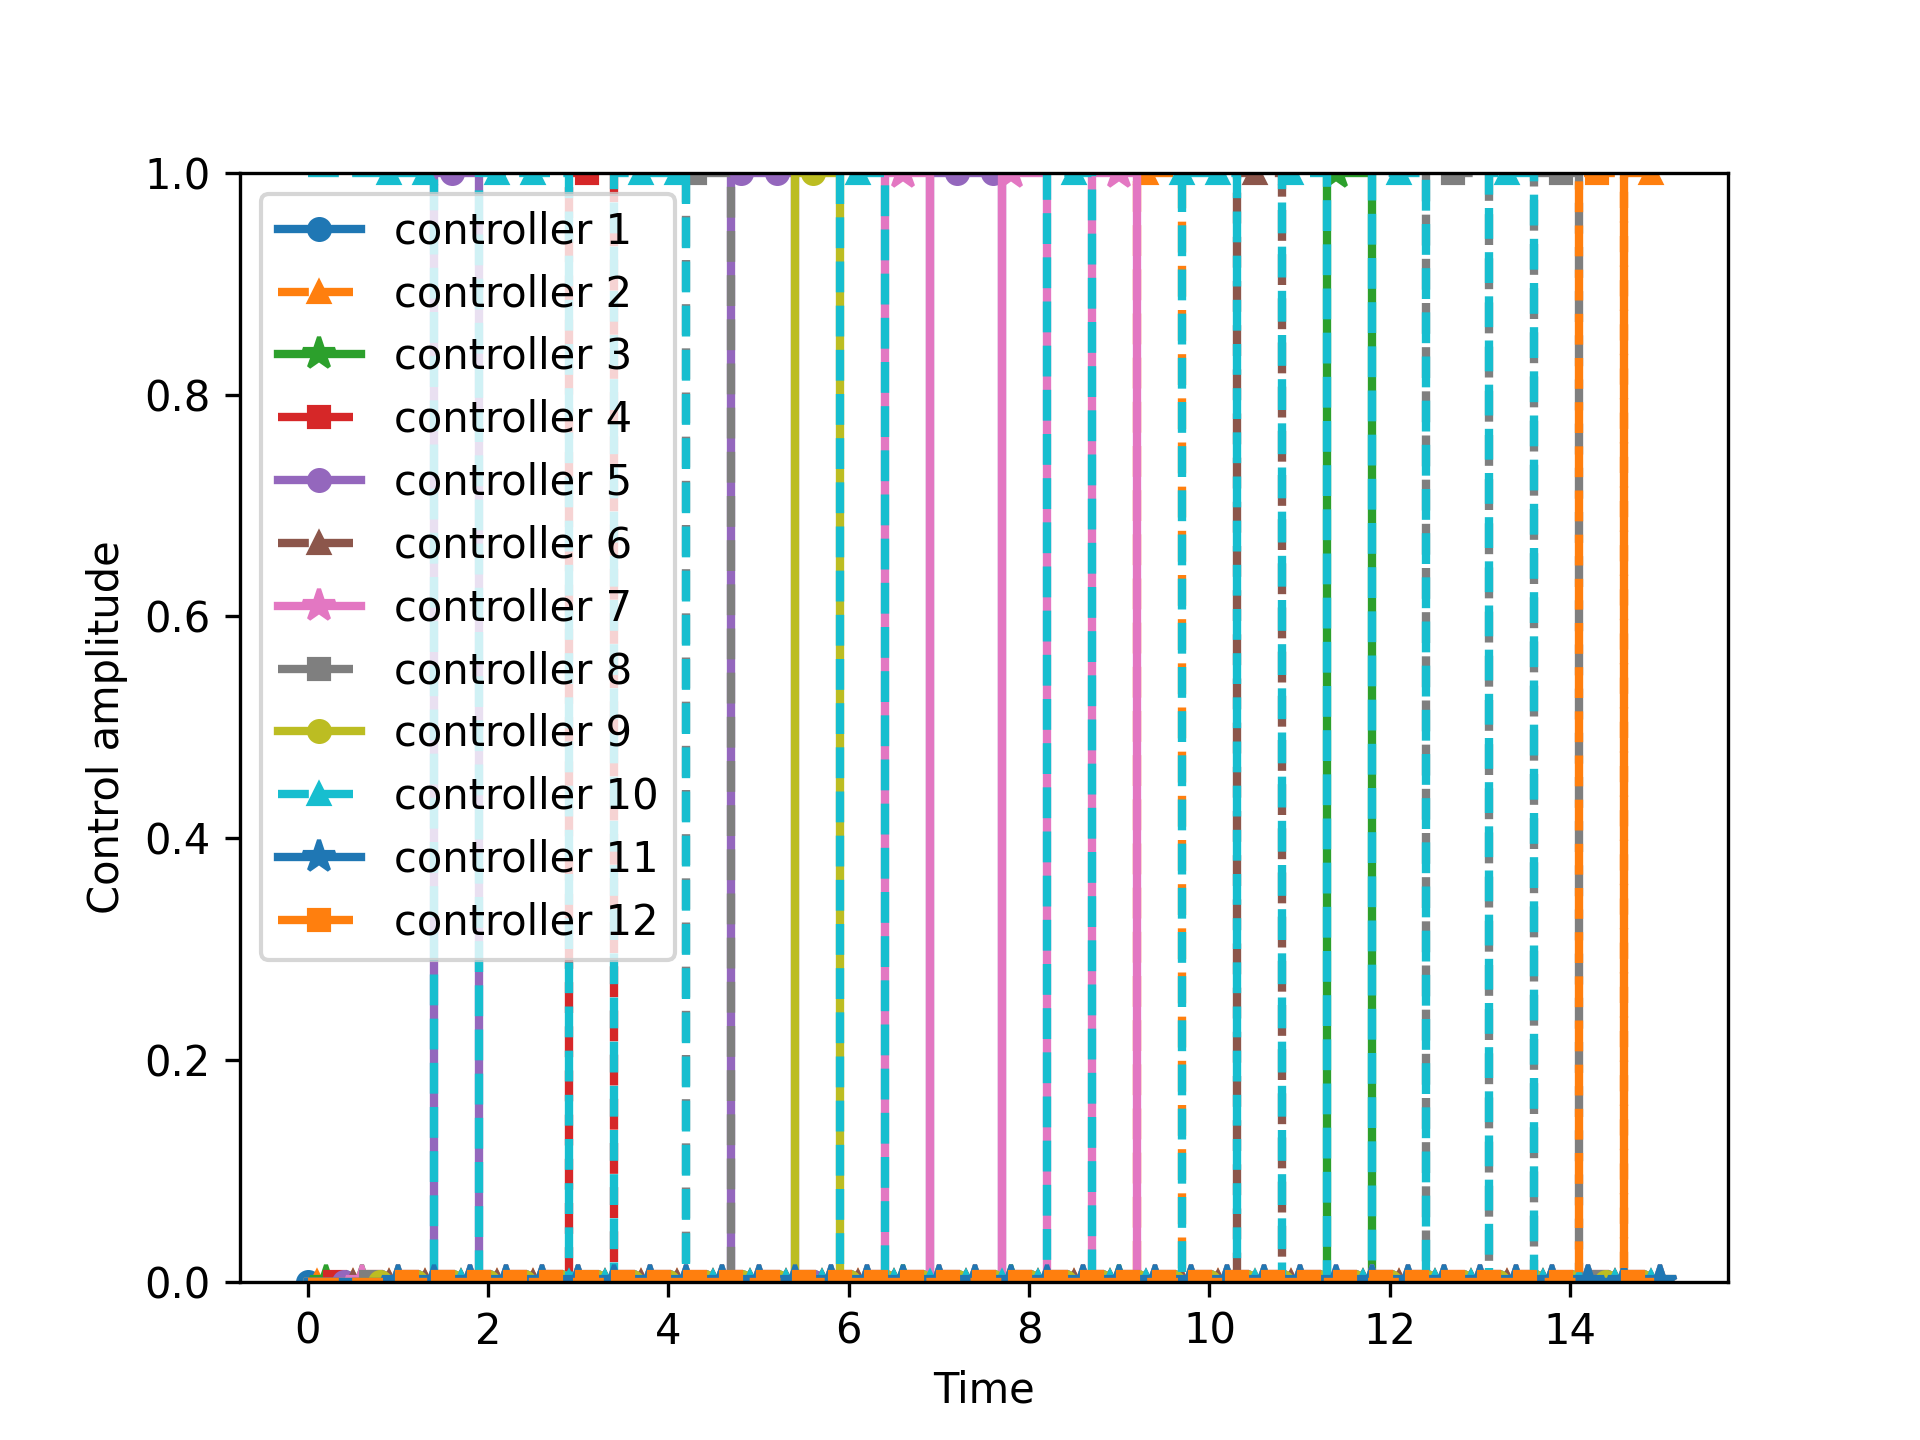 1.0
0.8
0.6
0.4
0.2
0.0
Control amplitude
controller 1
controller 2
controller 3
controller 4
controller 5
controller 6
controller 7
controller 8
controller 9
controller 10
controller 11
controller 12
0 2 4 6 8 10 12 14
Time